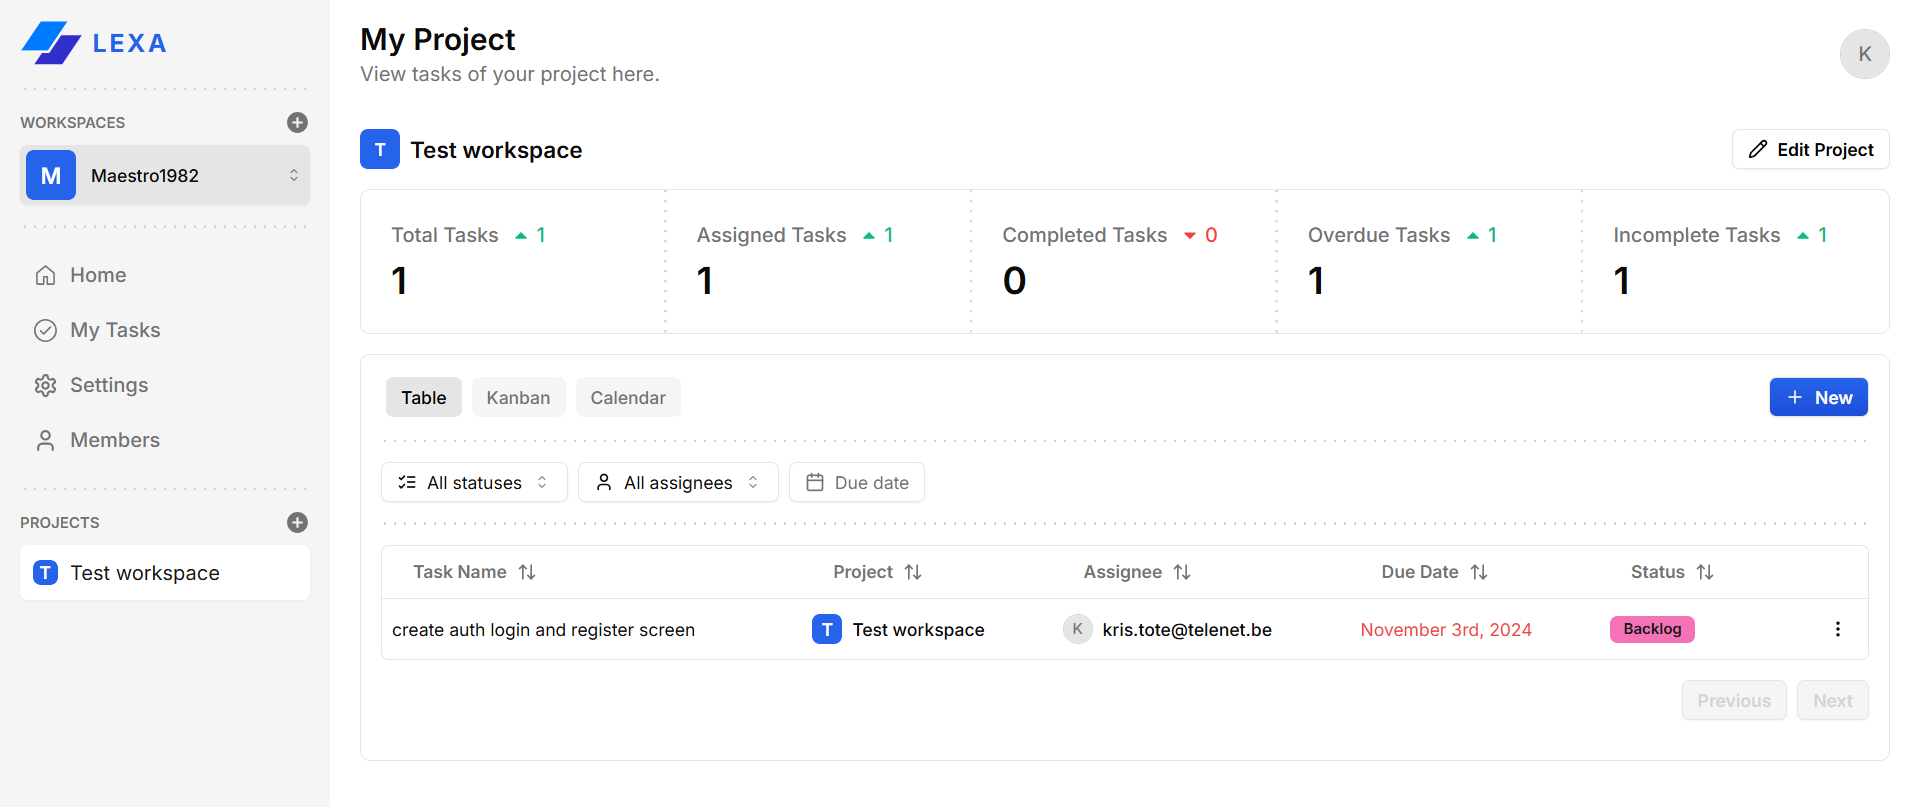 LEXA
WORKSPACES
M Maestro1982
Home
My Tasks
Settings
Members
PROJECTS
T Test workspace
My Project
View tasks of your project here.
K
T Test workspace
Edit Project
Total Tasks 1
1
Assigned Tasks 1
1
Completed Tasks 0
0
Overdue Tasks 1
1
Incomplete Tasks 1
1
Table Kanban Calendar
New
All statuses All assignees Due date
Task Name Project Assignee Due Date Status
create auth login and register screen T Test workspace K kris.tote@telenet.be November 3rd, 2024 Backlog
Previous Next